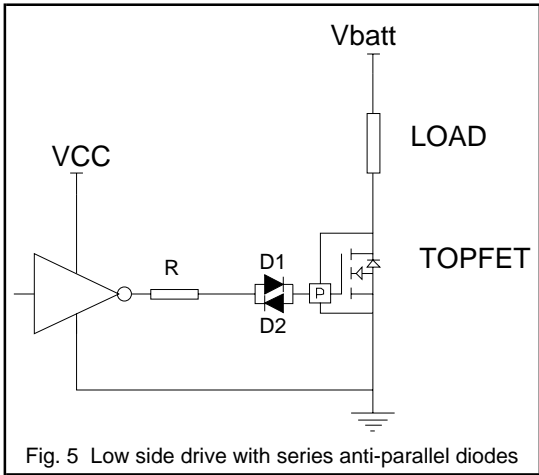 Vbatt
LOAD
VCC
R
D1
TOPFET
P
D2
Fig. 5 Low side drive with series anti-parallel diodes